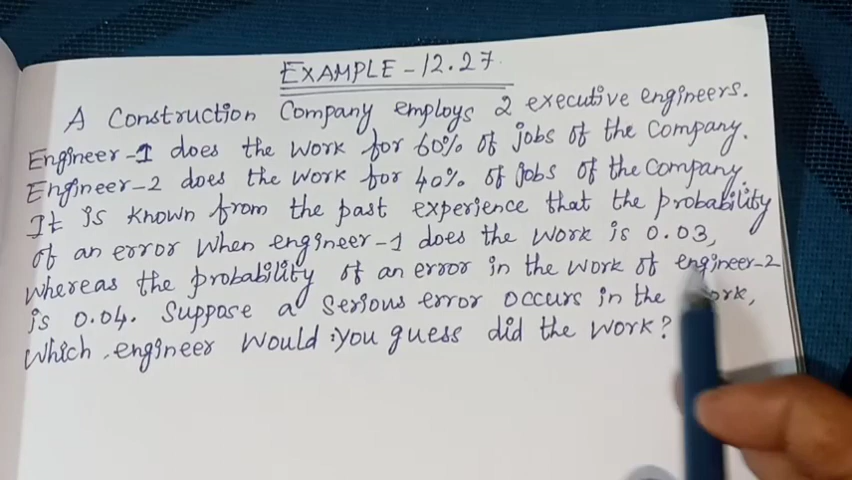 EXAMPLE - 12.27.
A Construction Company employs 2 executive engineers.
Engineer-1 does the work for 60% of jobs of the Company.
Engineer-2 does the work for 40% of jobs of the Company.
It is known from the past experience that the probability
of an error when engineer-1 does the work is 0.03,
whereas the probability of an error in the work of engineer-2
is 0.04. Suppose a serious error occurs in the
which engineer would you guess did the work?